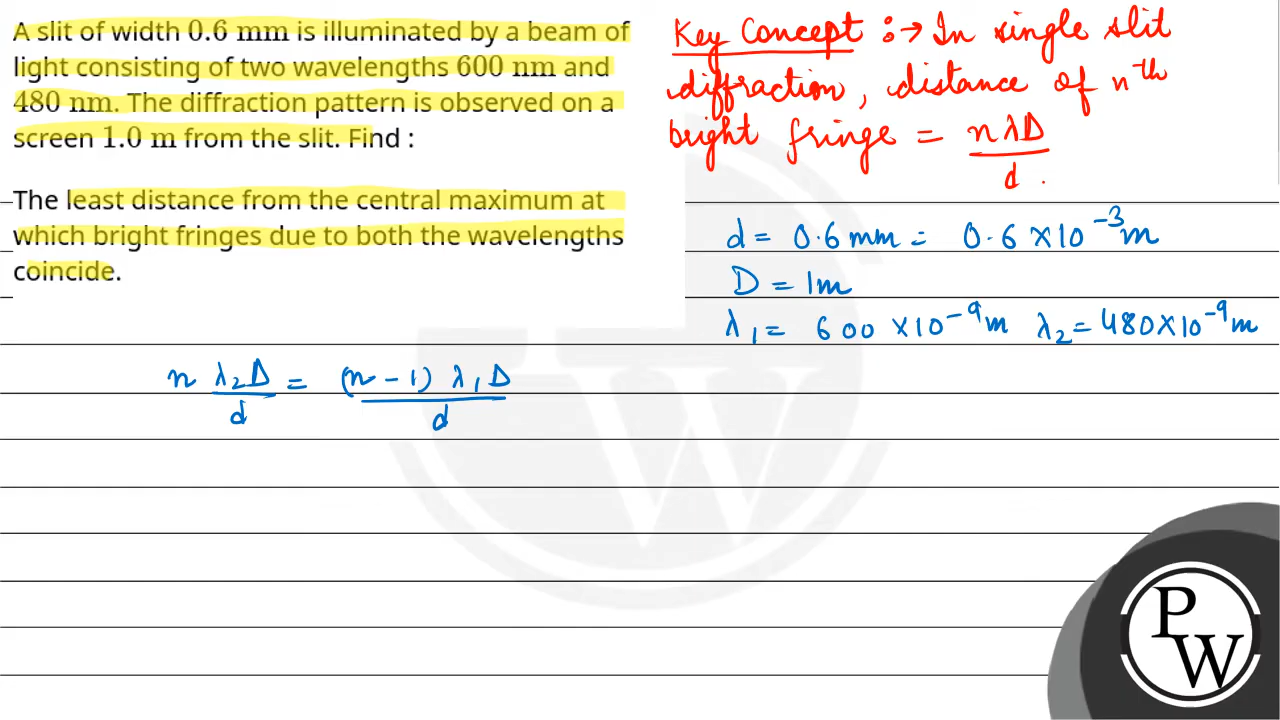 A slit of width 0.6 mm is illuminated by a beam of
light consisting of two wavelengths 600 nm and
480 nm. The diffraction pattern is observed on a
screen 1.0 m from the slit. Find :
The least distance from the central maximum at
which bright fringes due to both the wavelengths
coincide.
Key Concept :→ In single slit
diffraction, distance of nth
bright fringe = nλD/d.
d = 0.6 mm = 0.6 × 10⁻³ m
D = 1m
λ₁ = 600 × 10⁻⁹ m λ₂ = 480 × 10⁻⁹ m
n λ₂D/d = (n - 1) λ₁D/d
P
W